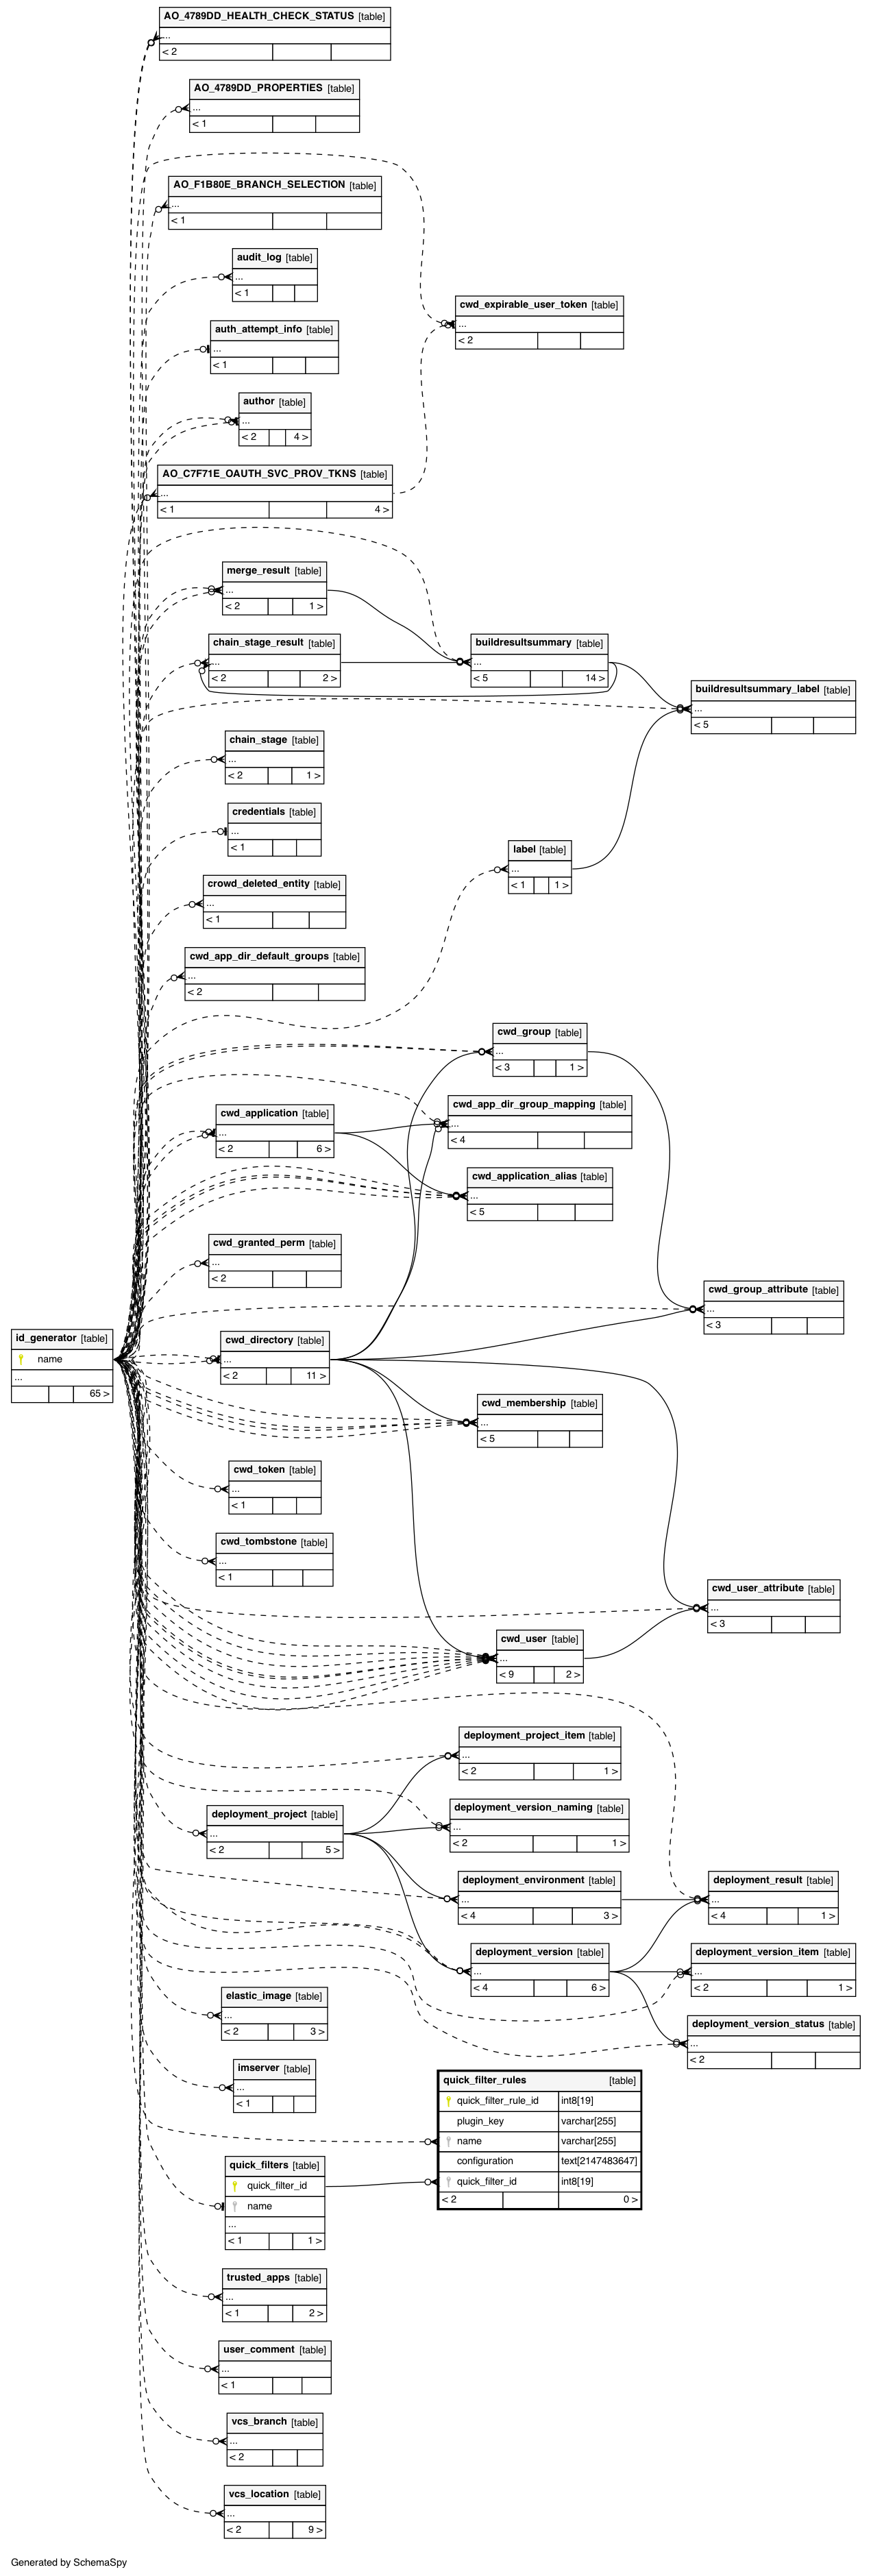 AO_4789DD_HEALTH_CHECK_STATUS [table]
...
< 2
AO_4789DD_PROPERTIES [table]
...
< 1
AO_F1B80E_BRANCH_SELECTION [table]
...
< 1
audit_log [table]
...
< 1
cwd_expirable_user_token [table]
...
< 2
auth_attempt_info [table]
...
< 1
author [table]
...
< 2 4 >
AO_C7F71E_OAUTH_SVC_PROV_TKNS [table]
...
< 1 4 >
merge_result [table]
...
< 2 1 >
chain_stage_result [table]
...
< 2 2 >
buildresultsummary [table]
...
< 5 14 >
buildresultsummary_label [table]
...
< 5
chain_stage [table]
...
< 2 1 >
credentials [table]
...
< 1
label [table]
...
< 1 1 >
crowd_deleted_entity [table]
...
< 1
cwd_app_dir_default_groups [table]
...
< 2
cwd_group [table]
...
< 3 1 >
cwd_app_dir_group_mapping [table]
...
< 4
cwd_application [table]
...
< 2 6 >
cwd_application_alias [table]
...
< 5
cwd_granted_perm [table]
...
< 2
cwd_group_attribute [table]
...
< 3
id_generator [table]
name
...
65 >
cwd_directory [table]
...
< 2 11 >
cwd_membership [table]
...
< 5
cwd_token [table]
...
< 1
cwd_tombstone [table]
...
< 1
cwd_user_attribute [table]
...
< 3
cwd_user [table]
...
< 9 2 >
deployment_project_item [table]
...
< 2 1 >
deployment_version_naming [table]
...
< 2 1 >
deployment_project [table]
...
< 2 5 >
deployment_environment [table]
...
< 4 3 >
deployment_result [table]
...
< 4 1 >
deployment_version [table]
...
< 4 6 >
deployment_version_item [table]
...
< 2 1 >
elastic_image [table]
...
< 2 3 >
deployment_version_status [table]
...
< 2
imserver [table]
...
< 1
quick_filter_rules [table]
quick_filter_rule_id int8[19]
plugin_key varchar[255]
name varchar[255]
configuration text[2147483647]
quick_filter_id int8[19]
< 2 0 >
quick_filters [table]
quick_filter_id
name
...
< 1 1 >
trusted_apps [table]
...
< 1 2 >
user_comment [table]
...
< 1
vcs_branch [table]
...
< 2
vcs_location [table]
...
< 2 9 >
Generated by SchemaSpy